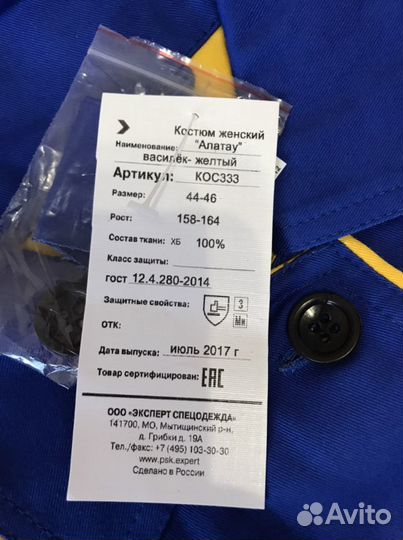 Костюм женский
Наименование: "Алатау"
василёк- желтый
Артикул: КОС333
Размер: 44-46
Рост: 158-164
Состав ткани: ХБ 100%
Класс защиты:
ГОСТ 12.4.280-2014
Защитные свойства: З Ми
ОТК:
Дата выпуска: ИЮЛЬ 2017 г
Товар сертифицирован: EAC
ООО «ЭКСПЕРТ СПЕЦОДЕЖДА»
141700, МО, Мытищинский р-н,
д. Грибки д. 19А
Тел./факс: +7 (495) 103-30-30
www.psk.expert
Сделано в России
Avito